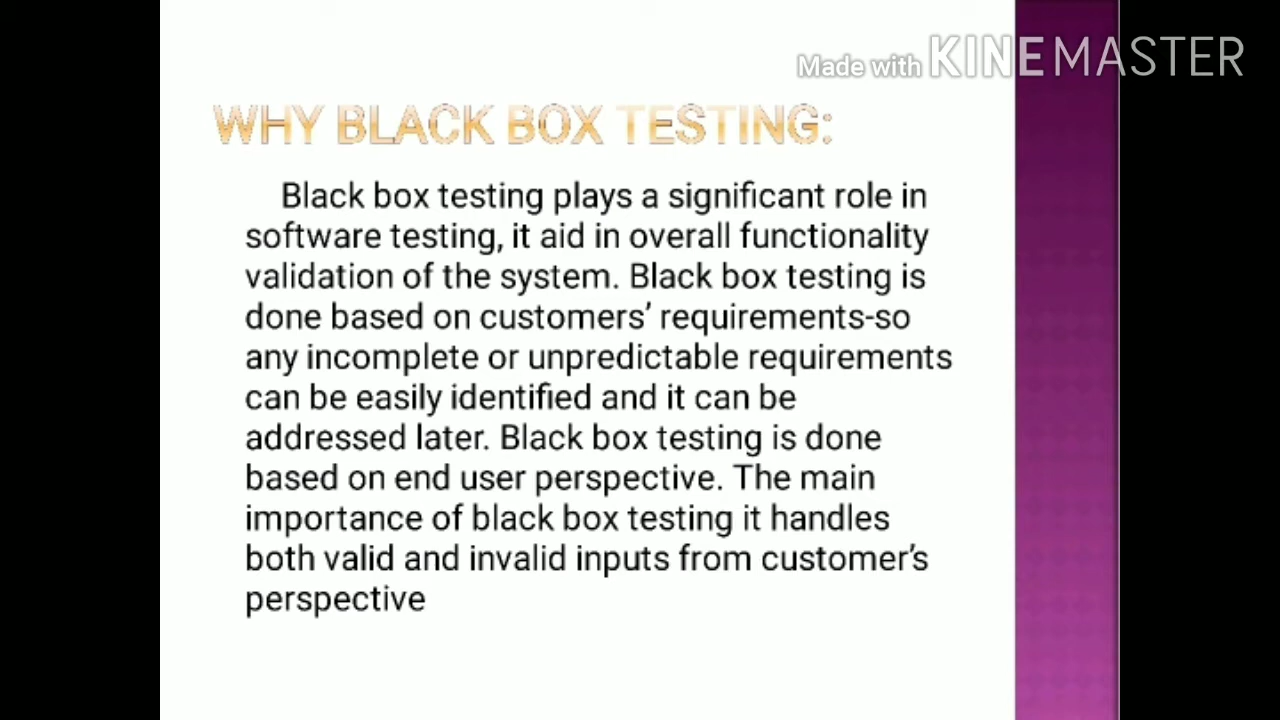 Made with KINEMASTER
WHY BLACK BOX TESTING:
Black box testing plays a significant role in
software testing, it aid in overall functionality
validation of the system. Black box testing is
done based on customers’ requirements-so
any incomplete or unpredictable requirements
can be easily identified and it can be
addressed later. Black box testing is done
based on end user perspective. The main
importance of black box testing it handles
both valid and invalid inputs from customer’s
perspective